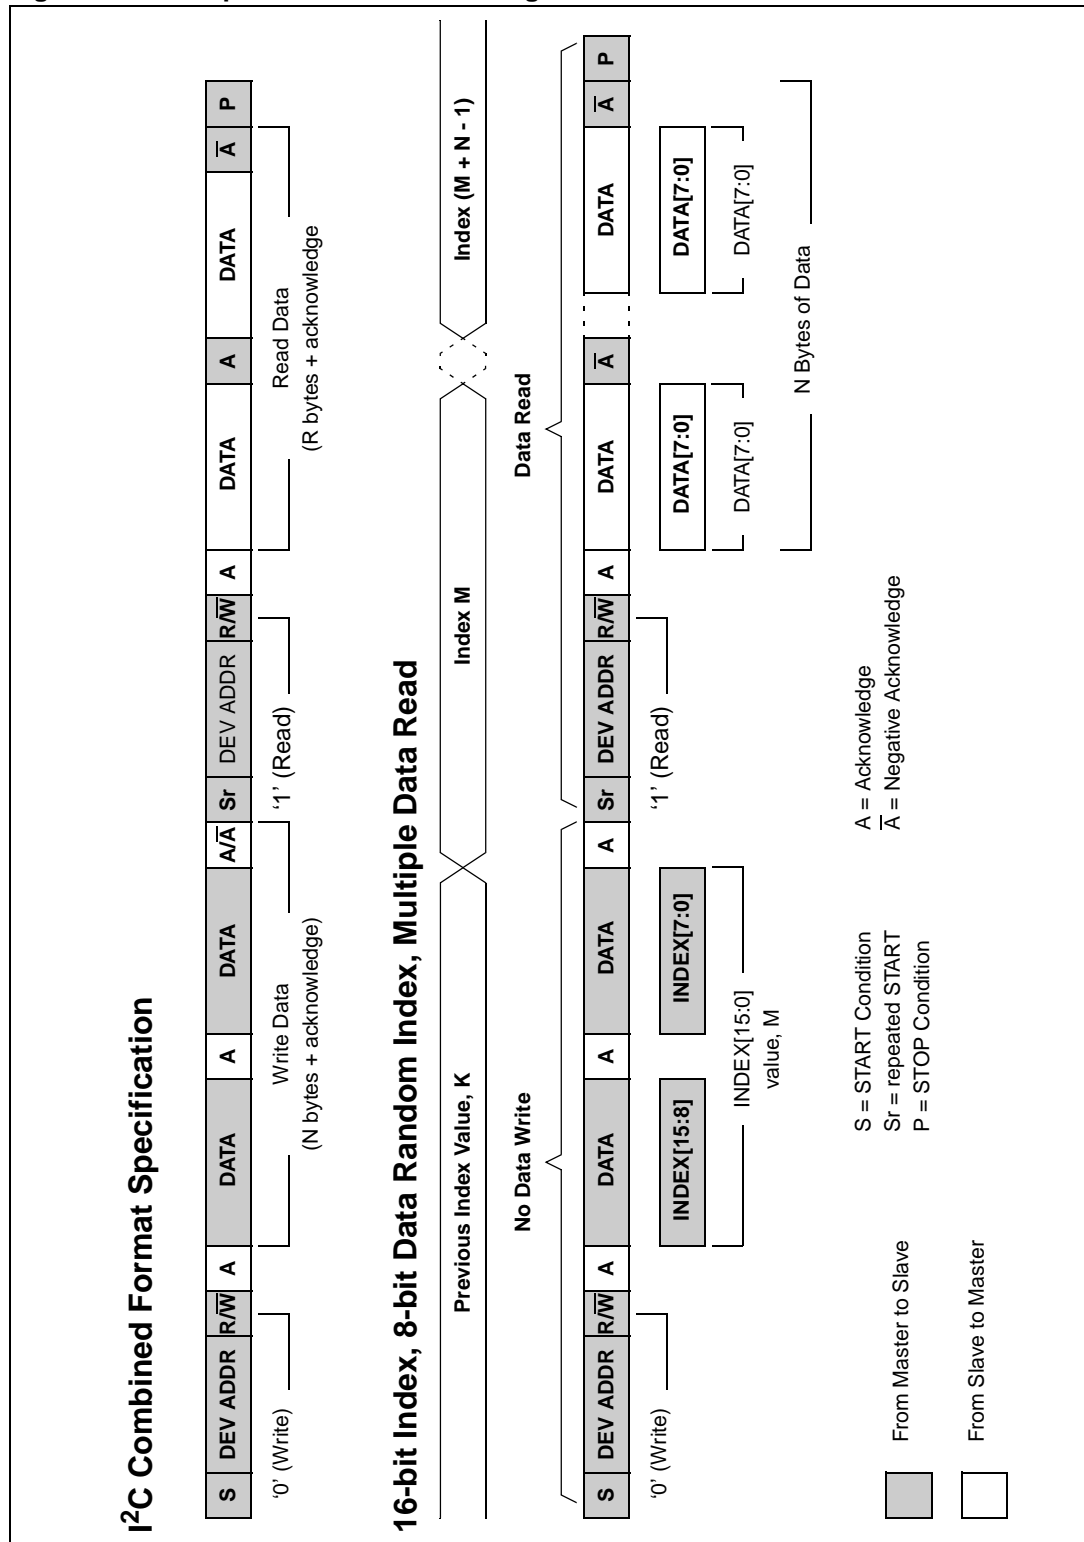 I²C Combined Format Specification
S DEV ADDR R/W̅ A DATA A DATA A/A̅ Sr DEV ADDR R/W̅ A DATA A DATA A̅ P
'0' (Write)
Write Data
(N bytes + acknowledge)
'1' (Read)
Read Data
(R bytes + acknowledge)
16-bit Index, 8-bit Data Random Index, Multiple Data Read
Previous Index Value, K
Index M
Index (M + N - 1)
No Data Write
Data Read
S DEV ADDR R/W̅ A DATA A DATA A Sr DEV ADDR R/W̅ A DATA A̅ DATA A̅ P
'0' (Write)
INDEX[15:8]
INDEX[7:0]
INDEX[15:0]
value, M
'1' (Read)
DATA[7:0]
DATA[7:0]
DATA[7:0]
DATA[7:0]
N Bytes of Data
From Master to Slave
From Slave to Master
S = START Condition
Sr = repeated START
P = STOP Condition
A = Acknowledge
A̅ = Negative Acknowledge